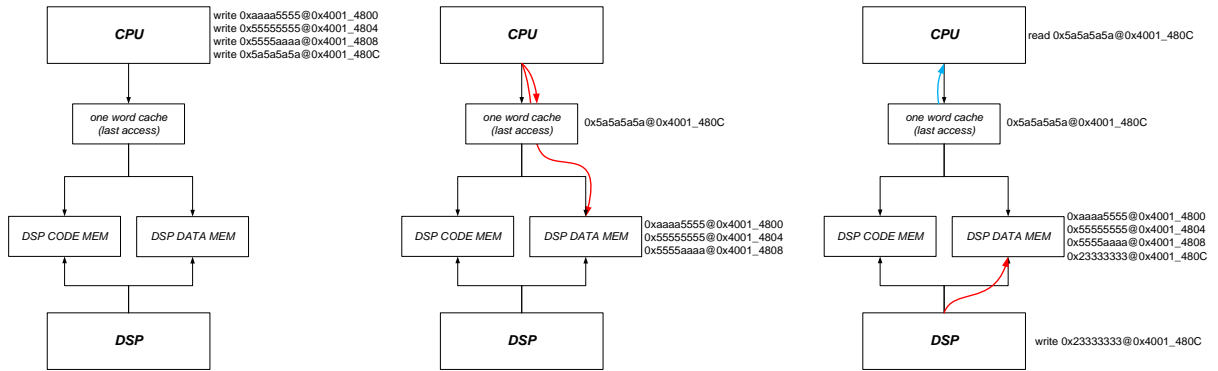 CPU
write 0xaaaa5555@0x4001_4800
write 0x55555555@0x4001_4804
write 0x5555aaaa@0x4001_4808
write 0x5a5a5a5a@0x4001_480C
one word cache
(last access)
DSP CODE MEM
DSP DATA MEM
DSP
CPU
one word cache
(last access)
0x5a5a5a5a@0x4001_480C
DSP CODE MEM
DSP DATA MEM
0xaaaa5555@0x4001_4800
0x55555555@0x4001_4804
0x5555aaaa@0x4001_4808
DSP
CPU
read 0x5a5a5a5a@0x4001_480C
one word cache
(last access)
0x5a5a5a5a@0x4001_480C
DSP CODE MEM
DSP DATA MEM
0xaaaa5555@0x4001_4800
0x55555555@0x4001_4804
0x5555aaaa@0x4001_4808
0x23333333@0x4001_480C
DSP
write 0x23333333@0x4001_480C